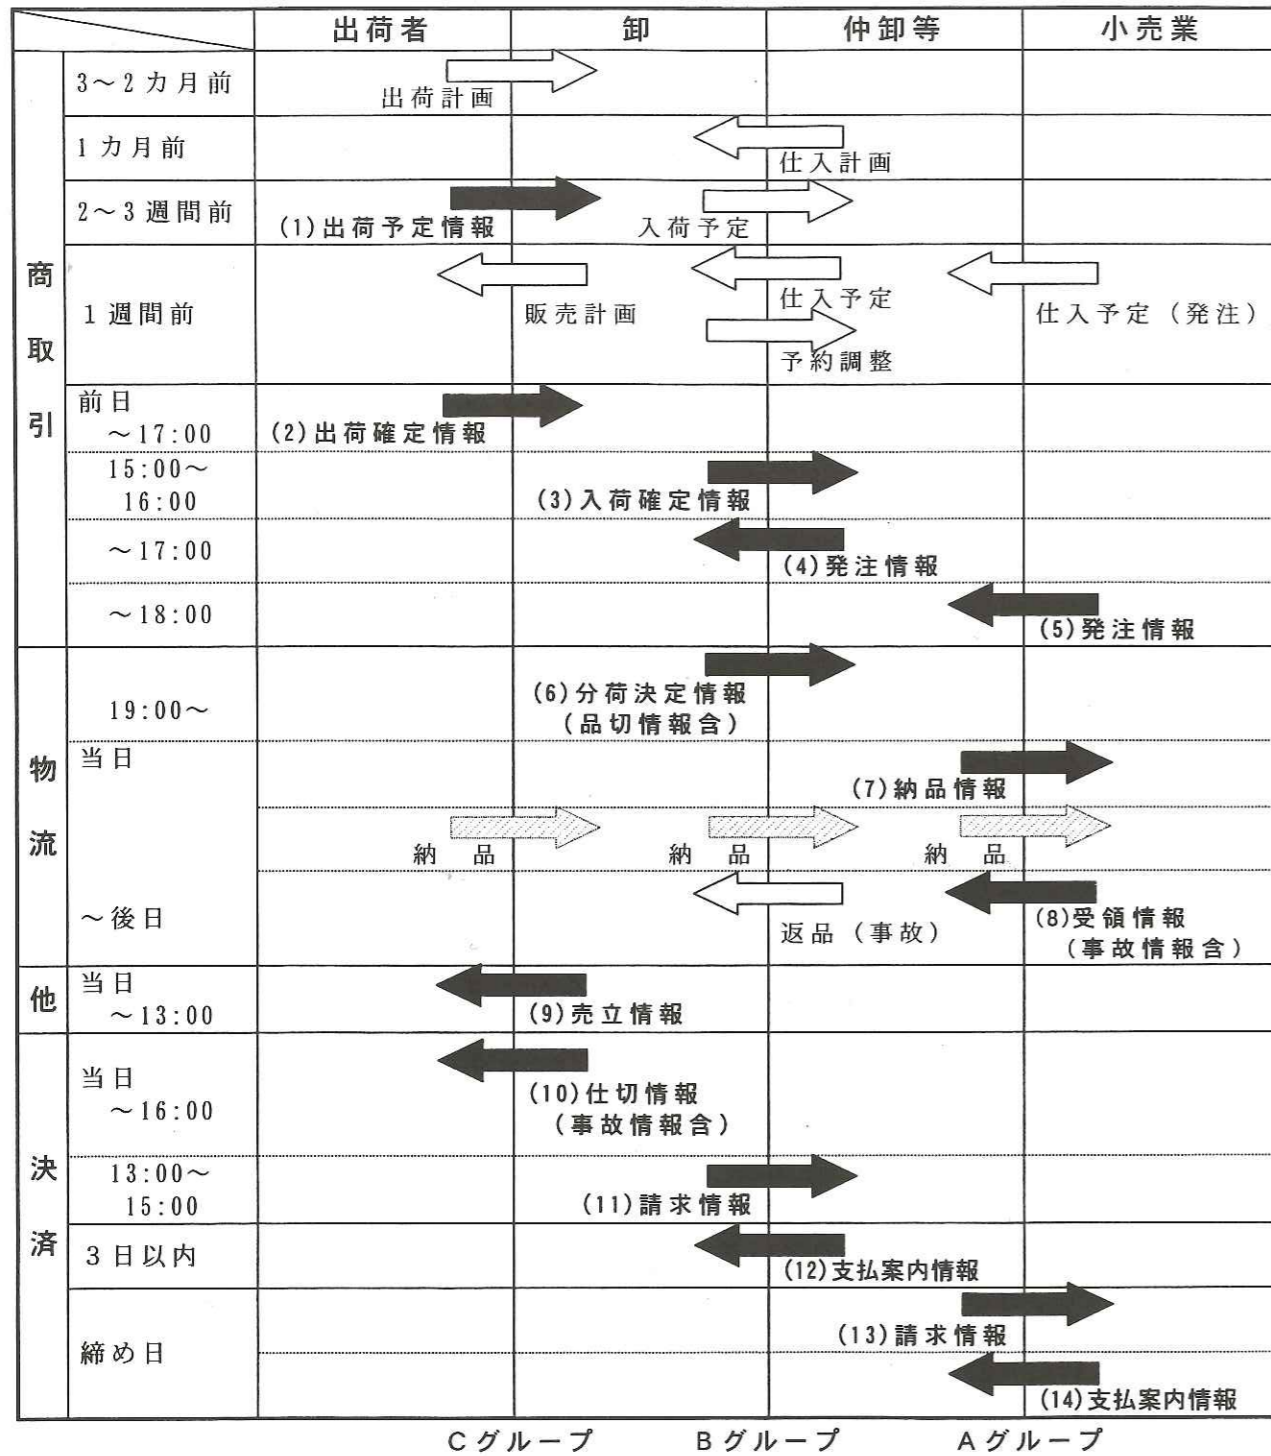 出荷者 卸 仲卸等 小売業
商取引
3～2カ月前
出荷計画
1カ月前
仕入計画
2～3週間前
(1)出荷予定情報 入荷予定
1週間前
販売計画 仕入予定 仕入予定(発注)
予約調整
前日
～17:00
(2)出荷確定情報
15:00～
16:00
(3)入荷確定情報
～17:00
(4)発注情報
～18:00
(5)発注情報
物流
19:00～
(6)分荷決定情報
(品切情報含)
当日
(7)納品情報
納品 納品 納品
～後日
返品(事故) (8)受領情報
(事故情報含)
他
当日
～13:00
(9)売立情報
決済
当日
～16:00
(10)仕切情報
(事故情報含)
13:00～
15:00
(11)請求情報
3日以内
(12)支払案内情報
締め日
(13)請求情報
(14)支払案内情報
Cグループ Bグループ Aグループ